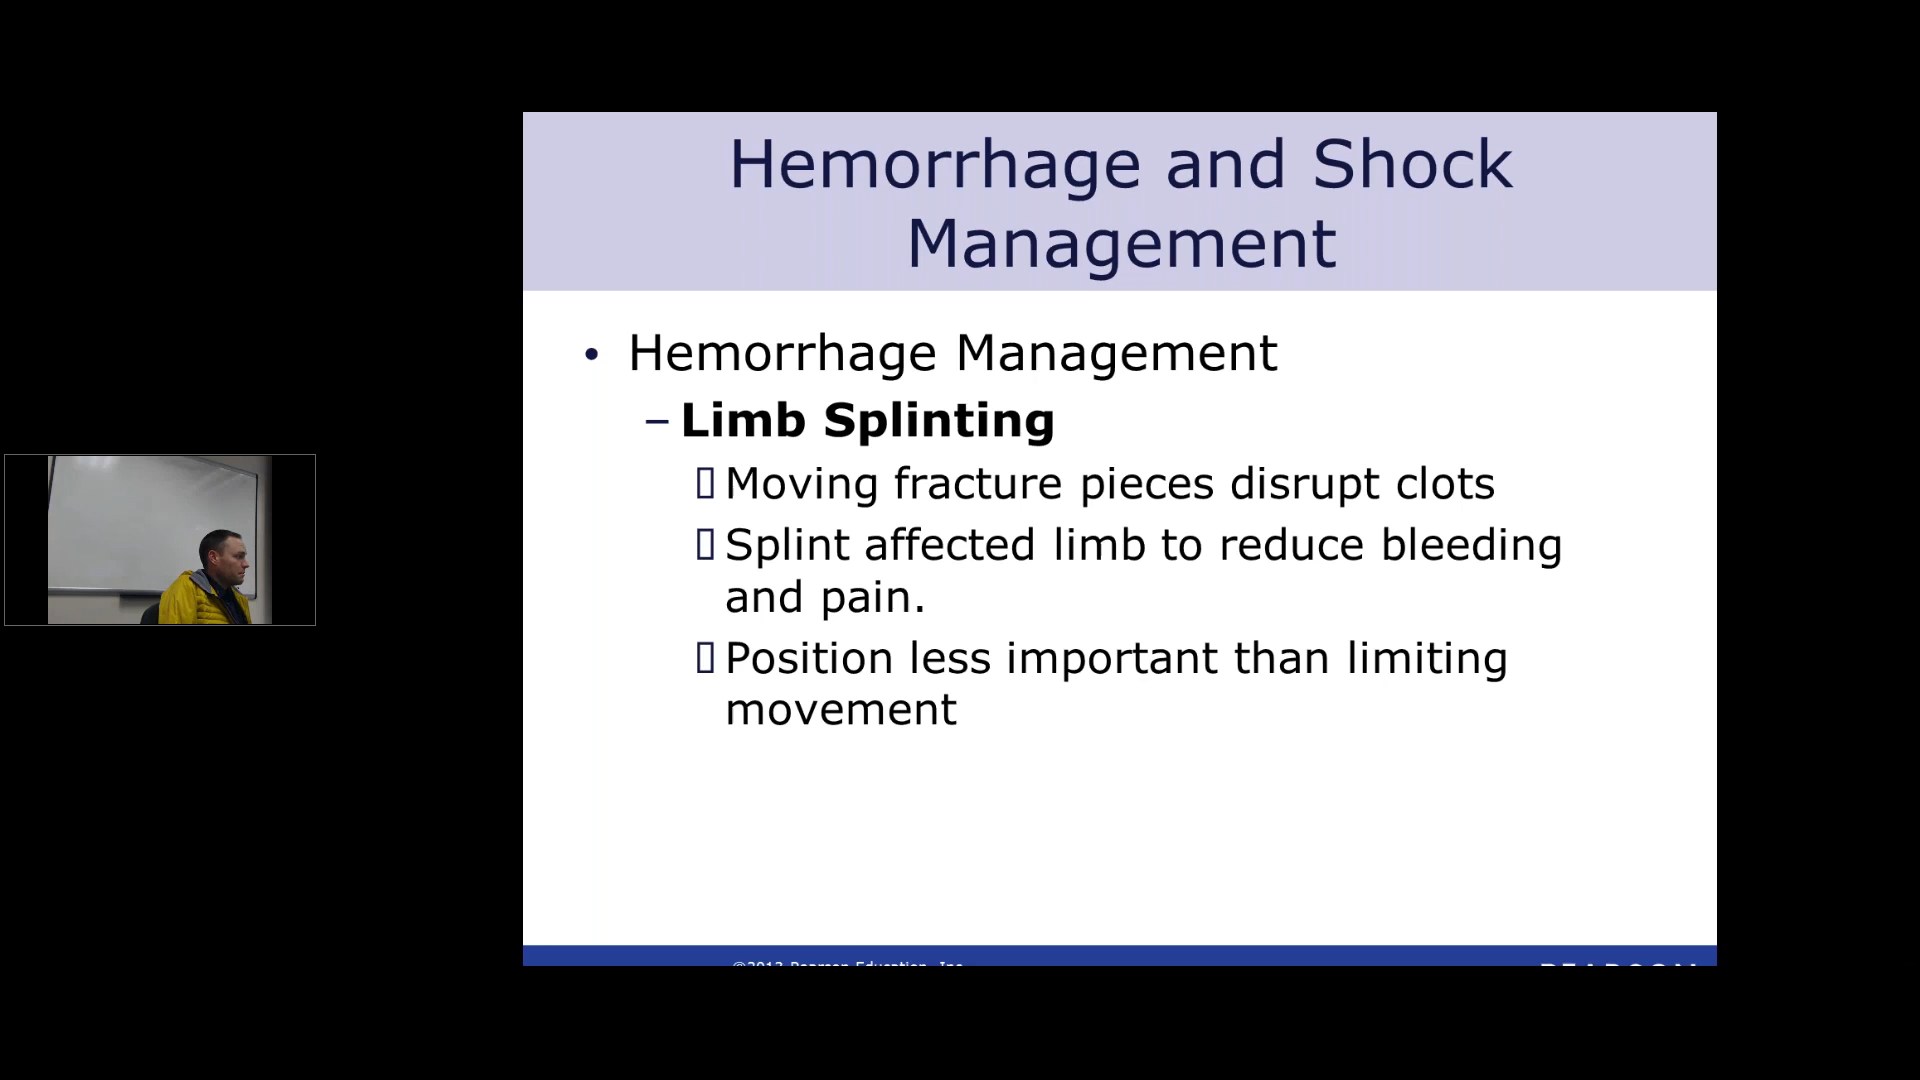 Hemorrhage and Shock
Management
• Hemorrhage Management
– Limb Splinting
Moving fracture pieces disrupt clots
Splint affected limb to reduce bleeding
and pain.
Position less important than limiting
movement
©2013 Pearson Education, Inc.
PEARSON